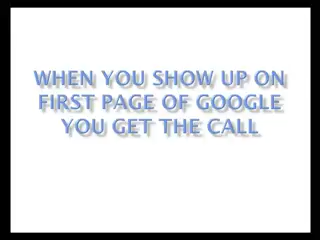 WHEN YOU SHOW UP ON
FIRST PAGE OF GOOGLE
YOU GET THE CALL